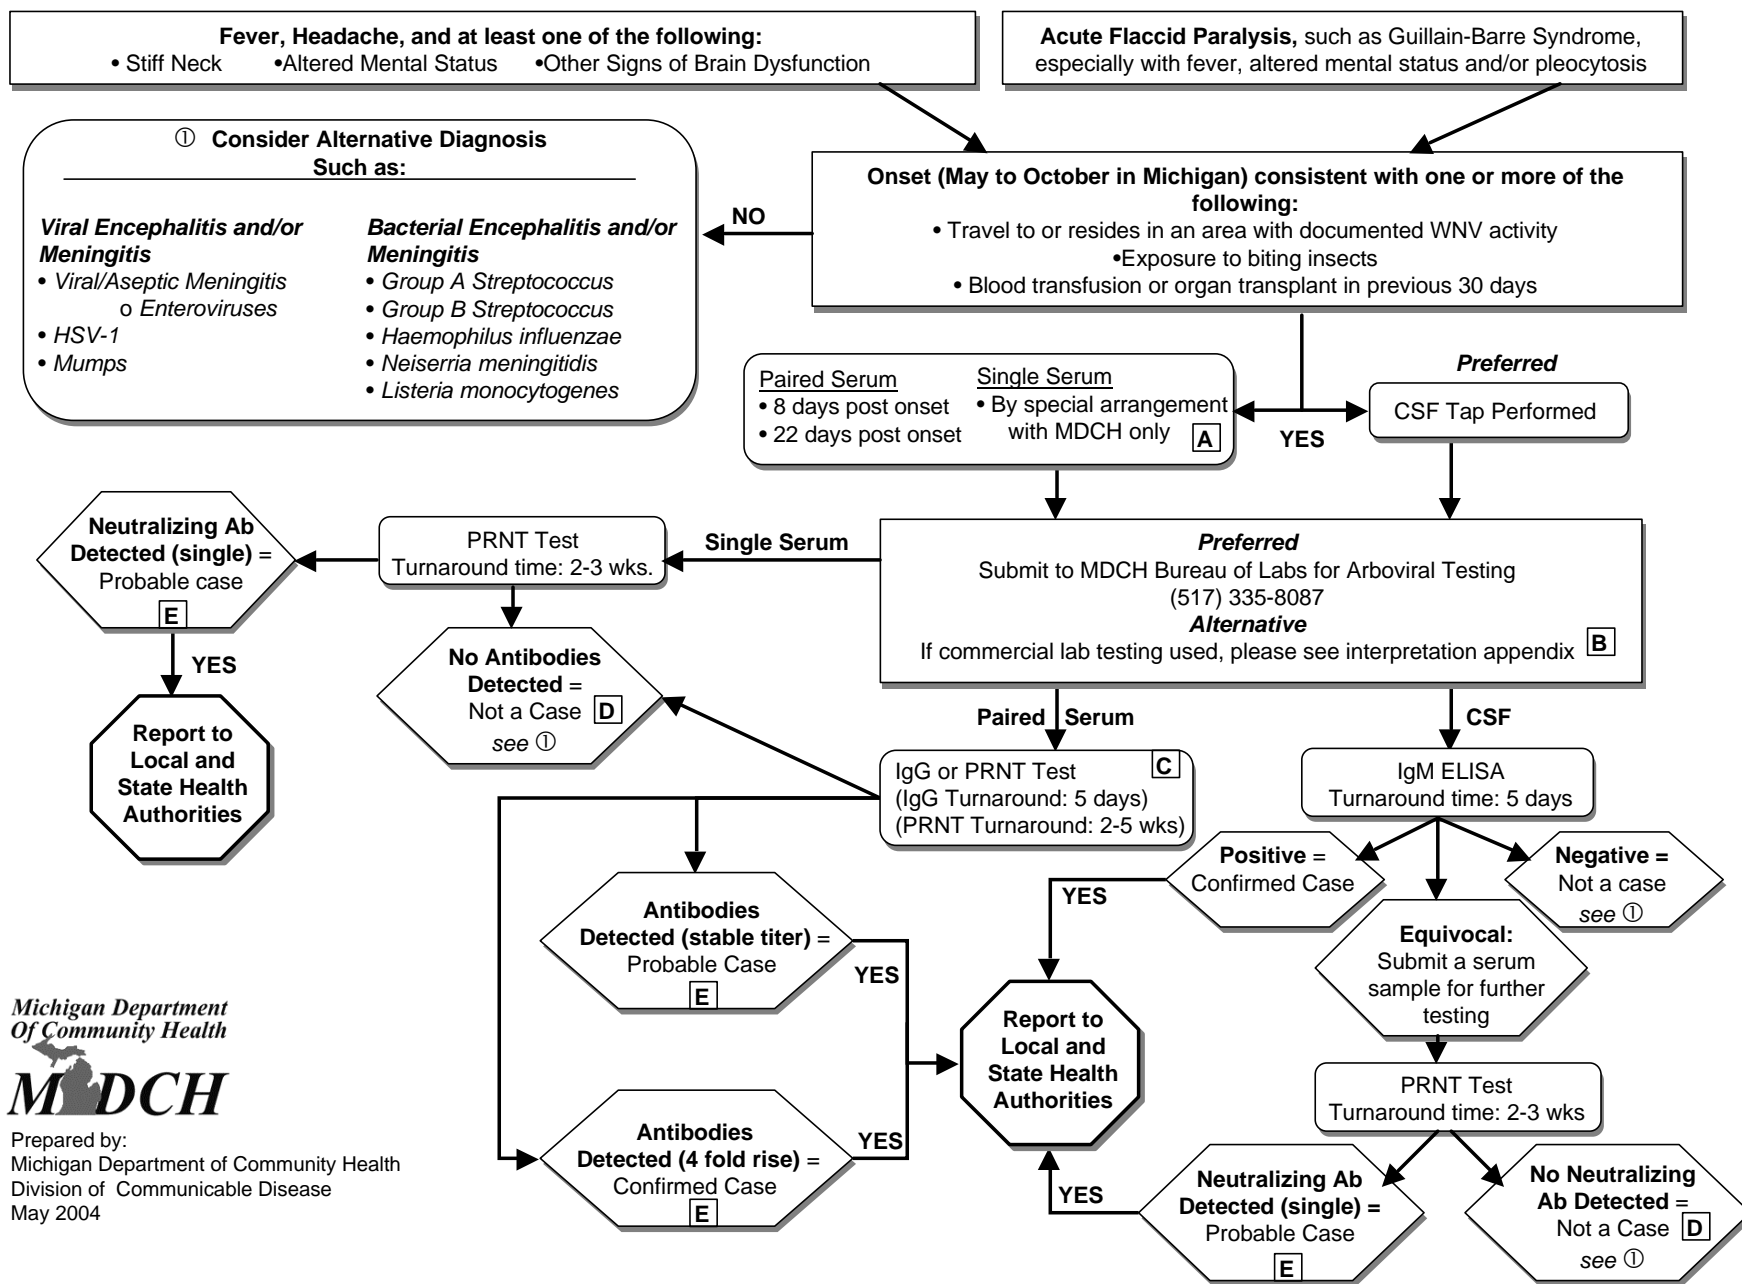 Fever, Headache, and at least one of the following:
• Stiff Neck •Altered Mental Status •Other Signs of Brain Dysfunction
Acute Flaccid Paralysis, such as Guillain-Barre Syndrome,
especially with fever, altered mental status and/or pleocytosis
① Consider Alternative Diagnosis
Such as:
Viral Encephalitis and/or
Meningitis
• Viral/Aseptic Meningitis
o Enteroviruses
• HSV-1
• Mumps
Bacterial Encephalitis and/or
Meningitis
• Group A Streptococcus
• Group B Streptococcus
• Haemophilus influenzae
• Neiserria meningitidis
• Listeria monocytogenes
NO
Onset (May to October in Michigan) consistent with one or more of the
following:
• Travel to or resides in an area with documented WNV activity
•Exposure to biting insects
• Blood transfusion or organ transplant in previous 30 days
Paired Serum
• 8 days post onset
• 22 days post onset
Single Serum
• By special arrangement
with MDCH only
A
YES
Preferred
CSF Tap Performed
Neutralizing Ab
Detected (single) =
Probable case
E
PRNT Test
Turnaround time: 2-3 wks.
Single Serum
Preferred
Submit to MDCH Bureau of Labs for Arboviral Testing
(517) 335-8087
Alternative
If commercial lab testing used, please see interpretation appendix
B
YES
Report to
Local and
State Health
Authorities
No Antibodies
Detected =
Not a Case D
see ①
Paired Serum
CSF
IgG or PRNT Test
C
(IgG Turnaround: 5 days)
(PRNT Turnaround: 2-5 wks)
IgM ELISA
Turnaround time: 5 days
Positive =
Confirmed Case
Negative =
Not a case
see ①
YES
Equivocal:
Submit a serum
sample for further
testing
Antibodies
Detected (stable titer) =
Probable Case
E
YES
Report to
Local and
State Health
Authorities
PRNT Test
Turnaround time: 2-3 wks
Antibodies
Detected (4 fold rise) =
Confirmed Case
E
YES
YES
Neutralizing Ab
Detected (single) =
Probable Case
E
No Neutralizing
Ab Detected =
Not a Case D
see ①
Michigan Department
Of Community Health
MDCH
Prepared by:
Michigan Department of Community Health
Division of Communicable Disease
May 2004